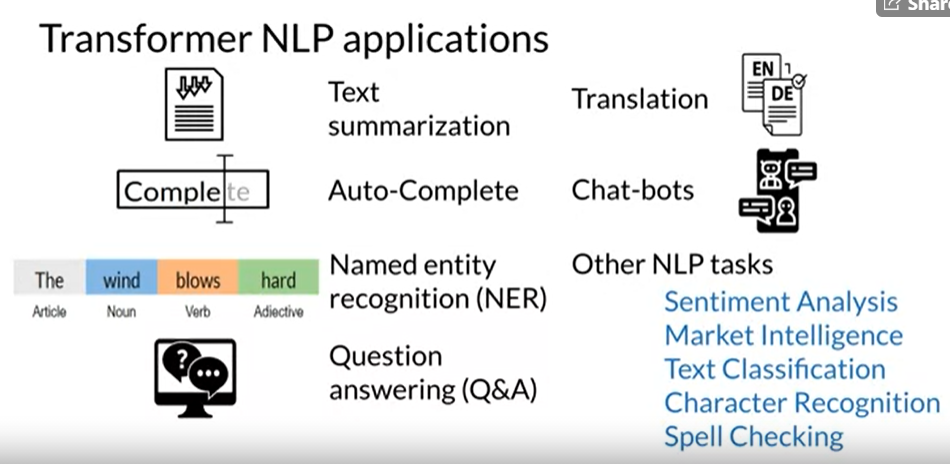 Share
Transformer NLP applications
Text
summarization
Translation
EN
DE
Complete
Auto-Complete
Chat-bots
The wind blows hard
Article Noun Verb Adjective
Named entity
recognition (NER)
?
Question
answering (Q&A)
Other NLP tasks
Sentiment Analysis
Market Intelligence
Text Classification
Character Recognition
Spell Checking